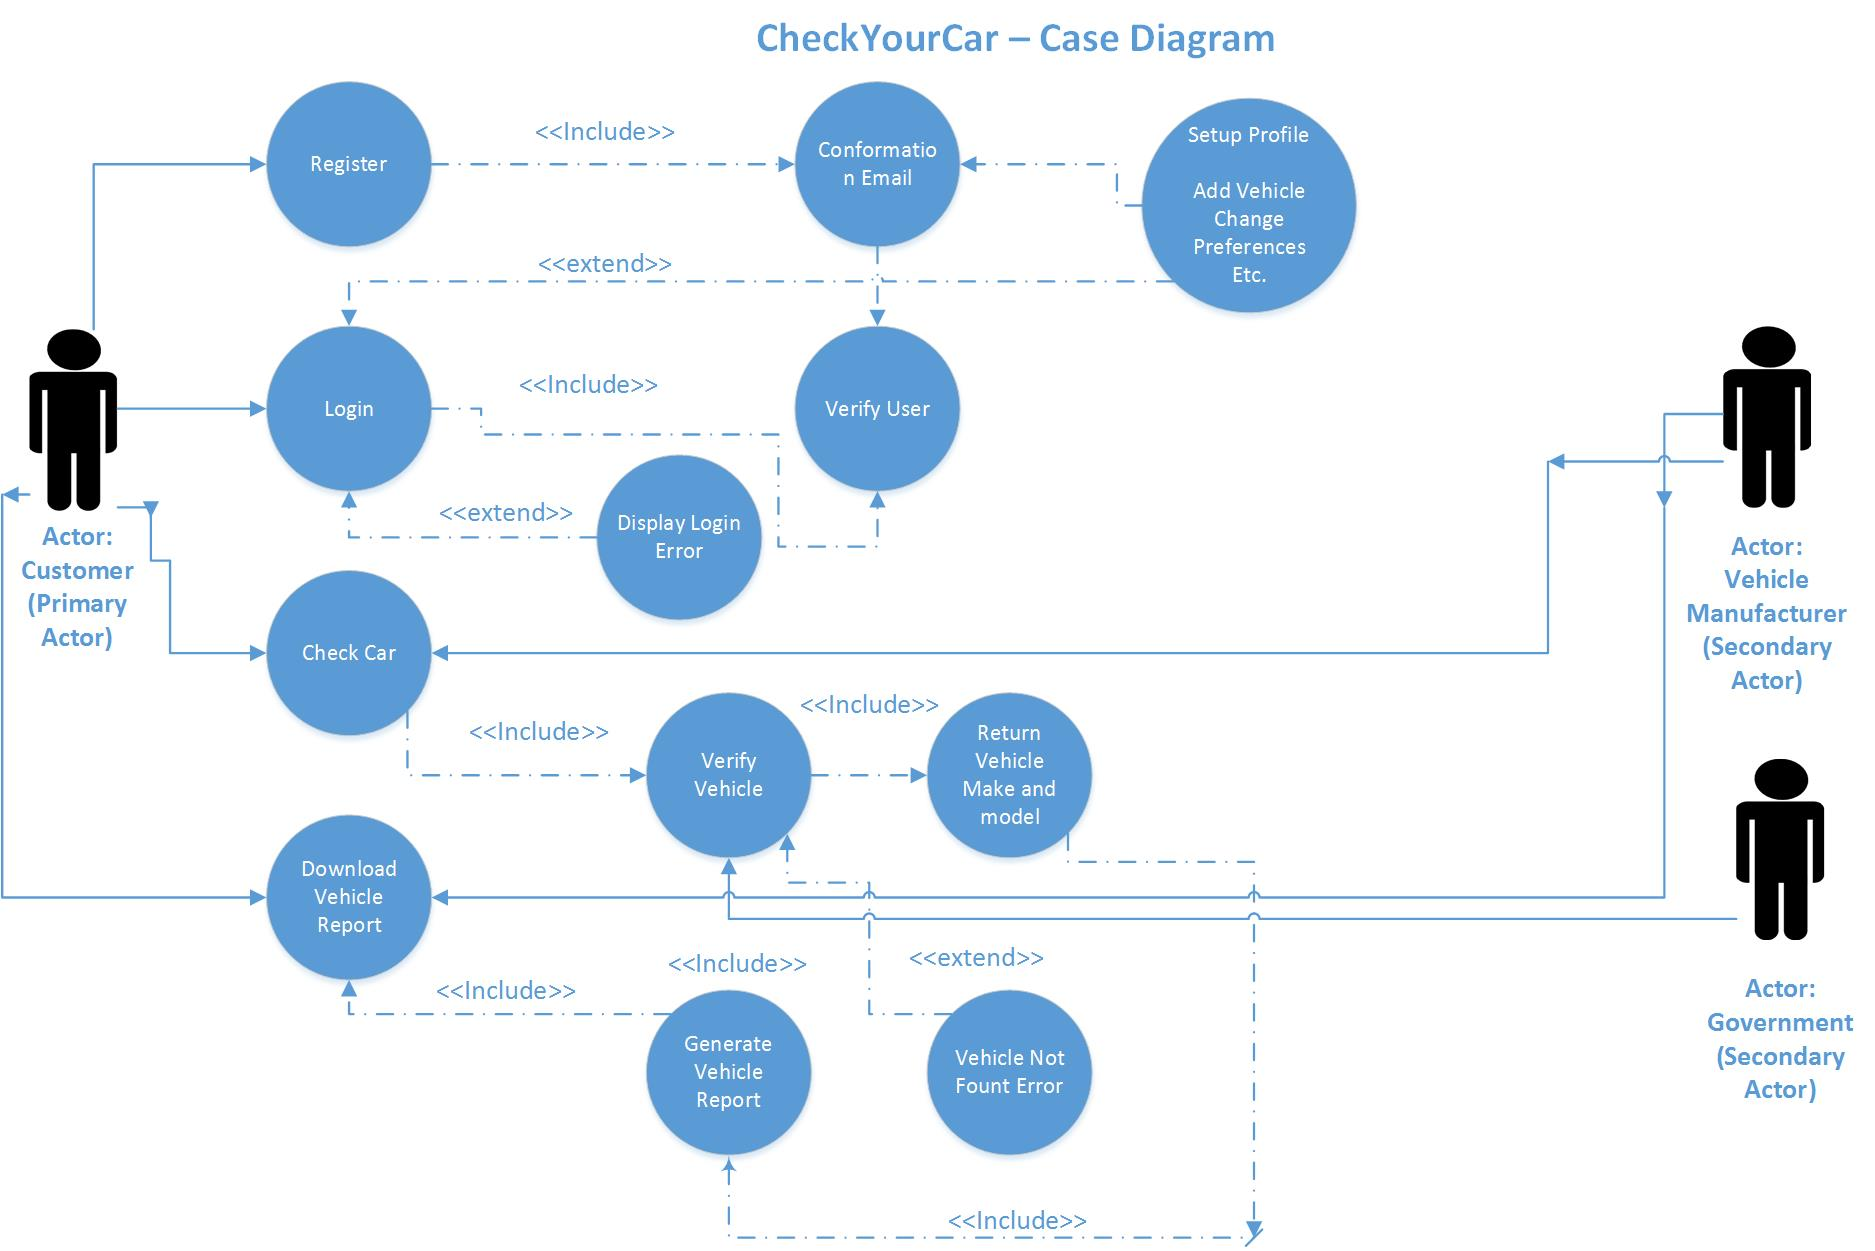 CheckYourCar – Case Diagram
Register
<<Include>>
Conformatio
n Email
Setup Profile
Add Vehicle
Change
Preferences
Etc.
<<extend>>
Login
<<Include>>
Verify User
<<extend>>
Display Login
Error
Actor:
Customer
(Primary
Actor)
Actor:
Vehicle
Manufacturer
(Secondary
Actor)
Check Car
<<Include>>
Verify
Vehicle
<<Include>>
Return
Vehicle
Make and
model
Download
Vehicle
Report
<<Include>>
<<Include>>
<<extend>>
Generate
Vehicle
Report
Vehicle Not
Fount Error
Actor:
Government
(Secondary
Actor)
<<Include>>